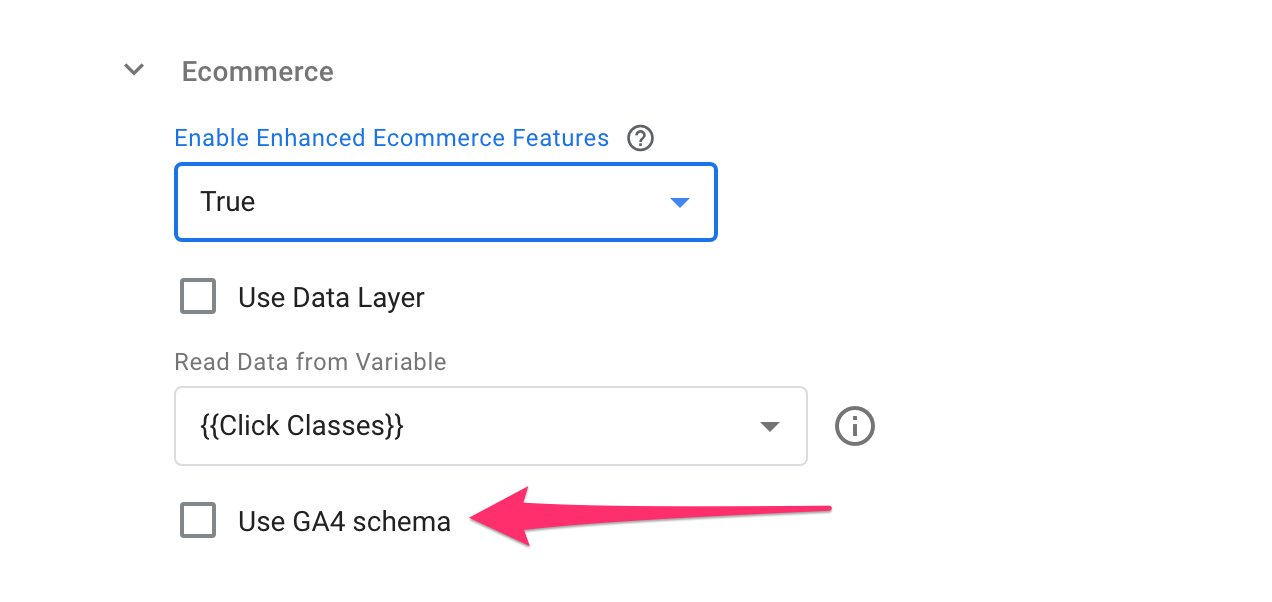 Ecommerce
Enable Enhanced Ecommerce Features
True
Use Data Layer
Read Data from Variable
{{Click Classes}}
Use GA4 schema